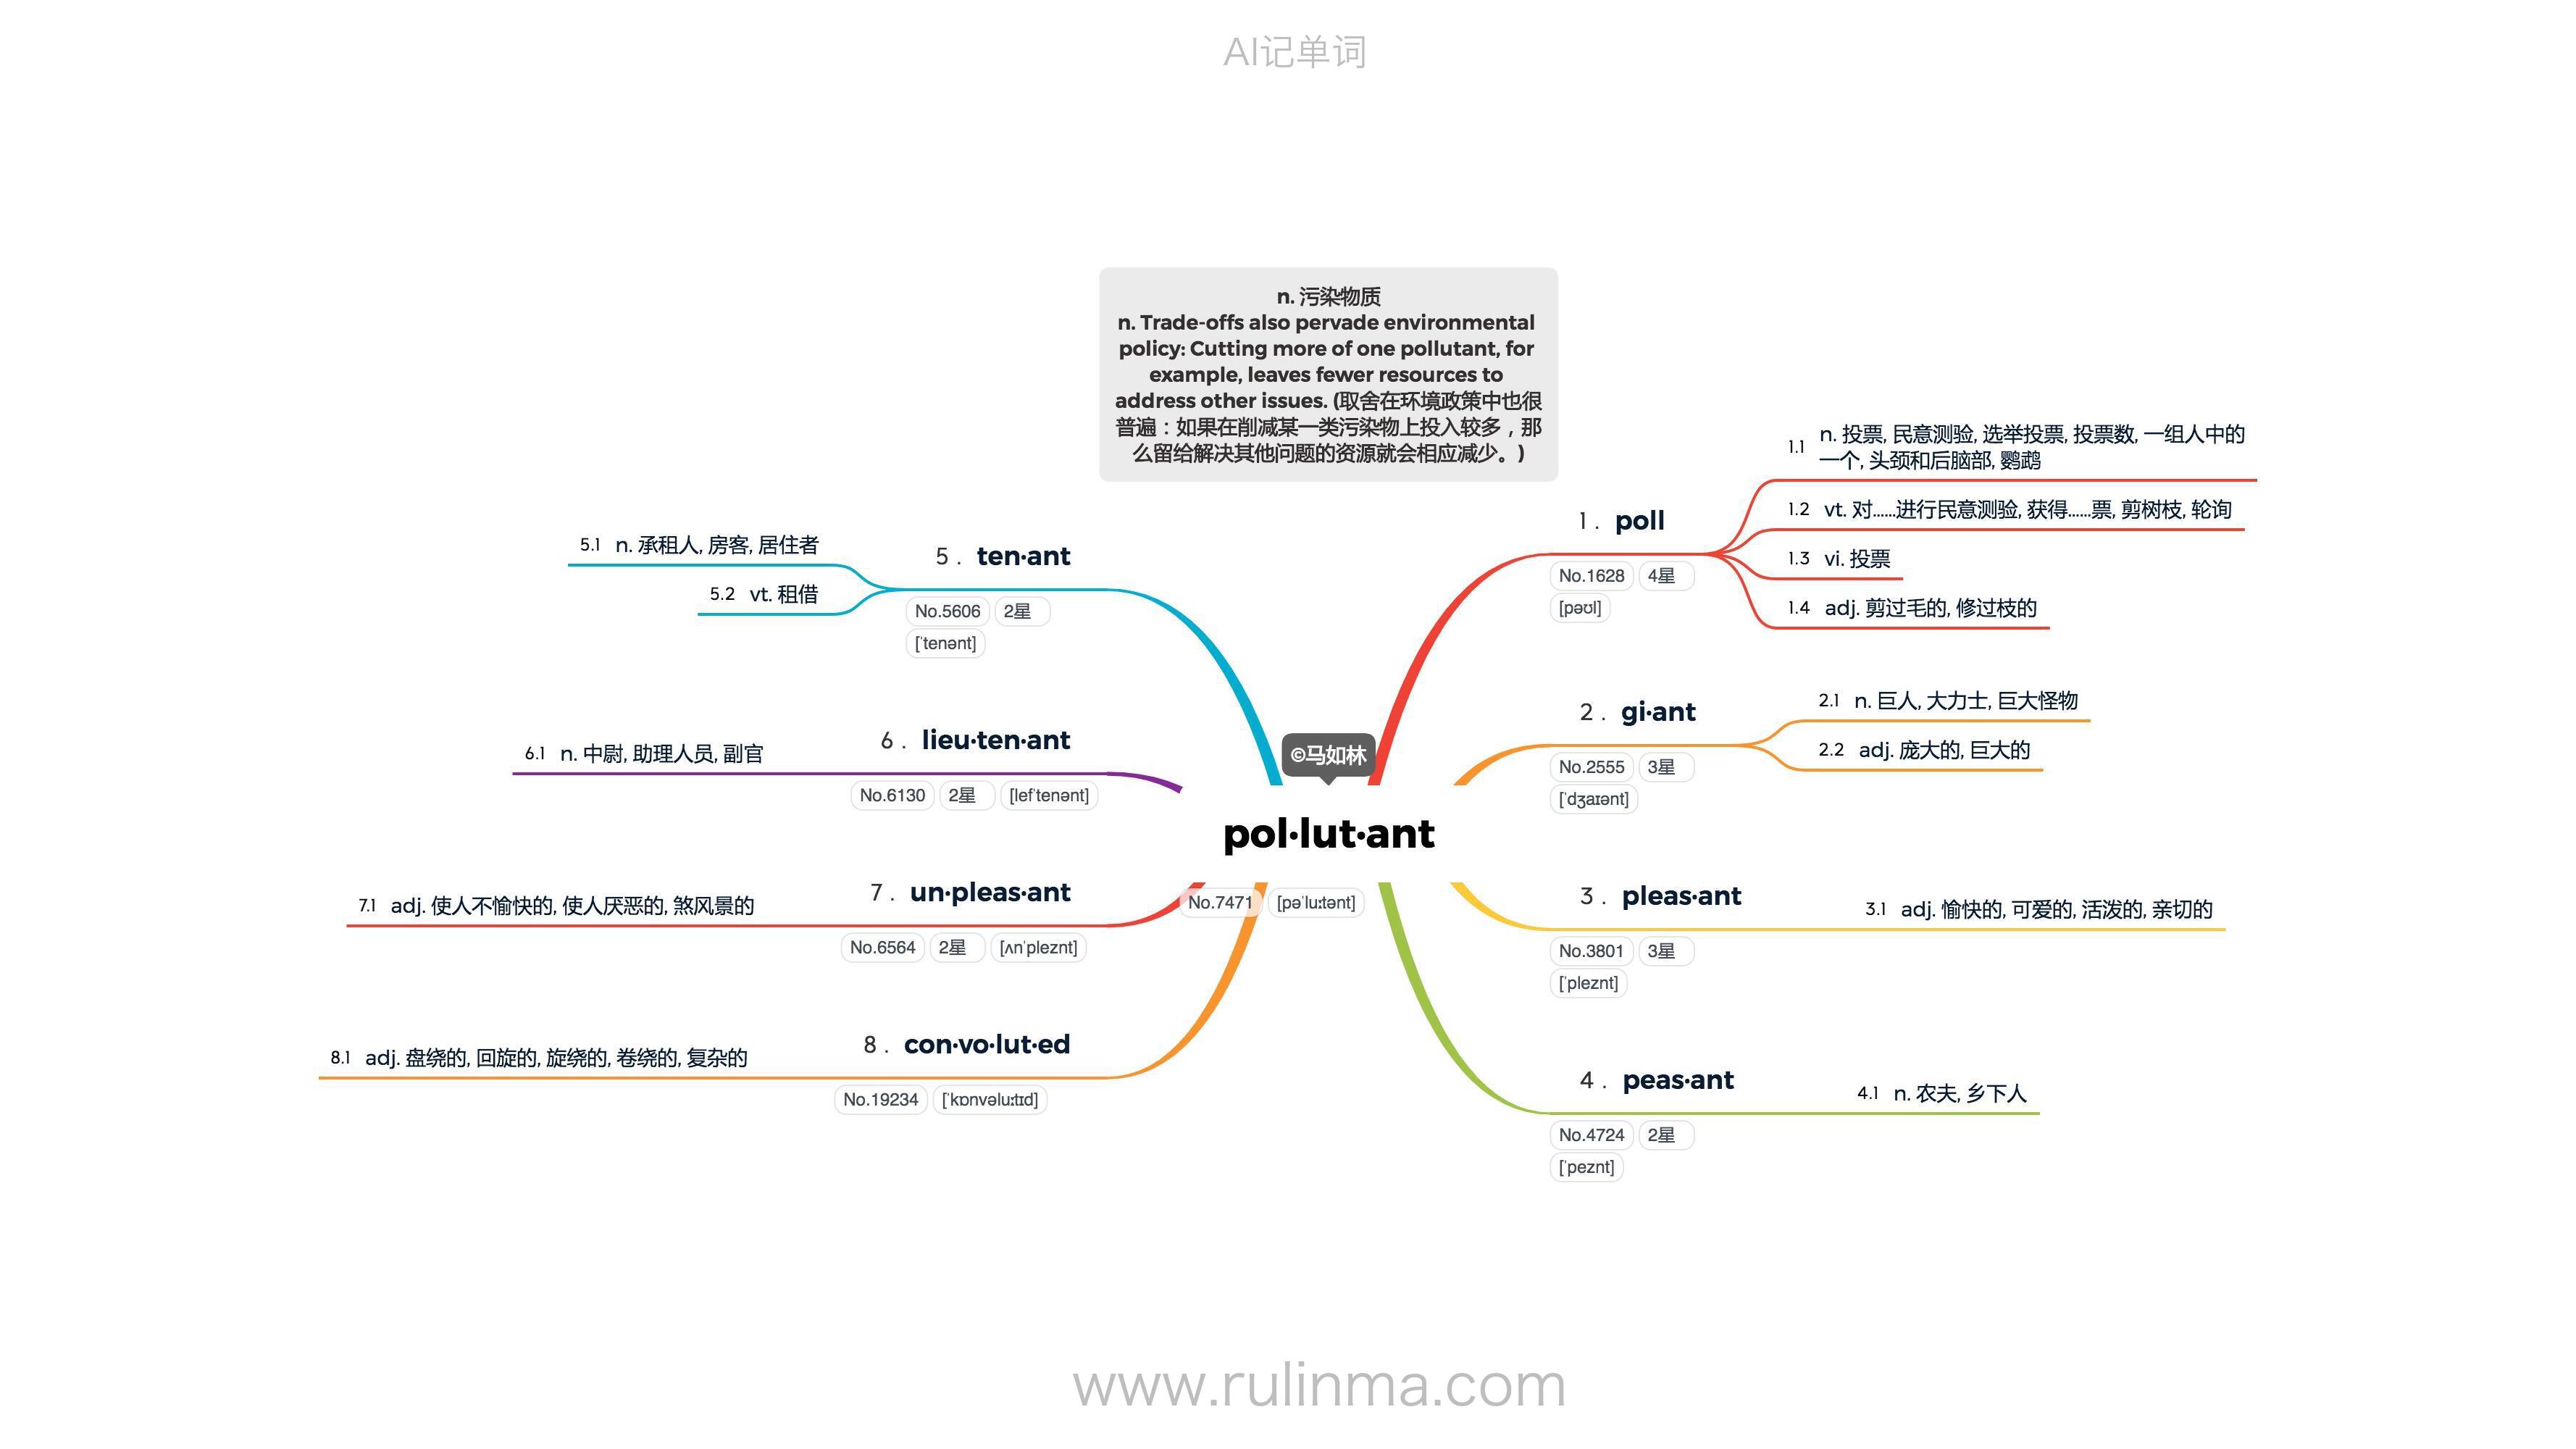 AI记单词
n. 污染物质
n. Trade-offs also pervade environmental
policy: Cutting more of one pollutant, for
example, leaves fewer resources to
address other issues. (取舍在环境政策中也很
普遍：如果在削减某一类污染物上投入较多，那
么留给解决其他问题的资源就会相应减少。)
©马如林
pol·lut·ant
No.7471 [pəˈluːtənt]
1 . poll
No.1628 4星
[pəʊl]
1.1 n. 投票, 民意测验, 选举投票, 投票数, 一组人中的
一个, 头颈和后脑部, 鹦鹉
1.2 vt. 对……进行民意测验, 获得……票, 剪树枝, 轮询
1.3 vi. 投票
1.4 adj. 剪过毛的, 修过枝的
2 . gi·ant
No.2555 3星
[ˈdʒaɪənt]
2.1 n. 巨人, 大力士, 巨大怪物
2.2 adj. 庞大的, 巨大的
3 . pleas·ant
No.3801 3星
[ˈpleznt]
3.1 adj. 愉快的, 可爱的, 活泼的, 亲切的
4 . peas·ant
No.4724 2星
[ˈpeznt]
4.1 n. 农夫, 乡下人
5 . ten·ant
No.5606 2星
[ˈtenənt]
5.1 n. 承租人, 房客, 居住者
5.2 vt. 租借
6 . lieu·ten·ant
No.6130 2星 [lefˈtenənt]
6.1 n. 中尉, 助理人员, 副官
7 . un·pleas·ant
No.6564 2星 [ʌnˈpleznt]
7.1 adj. 使人不愉快的, 使人厌恶的, 煞风景的
8 . con·vo·lut·ed
No.19234 [ˈkɒnvəluːtɪd]
8.1 adj. 盘绕的, 回旋的, 旋绕的, 卷绕的, 复杂的
www.rulinma.com